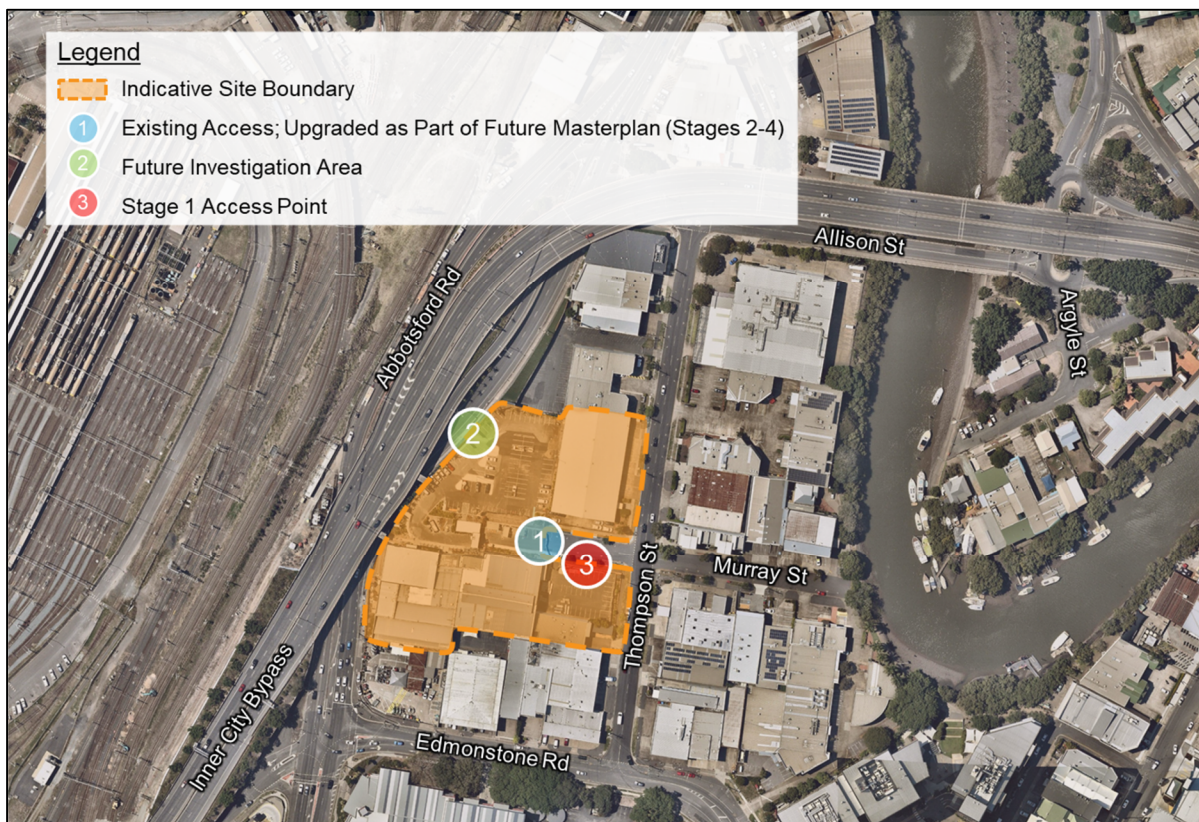 Legend
Indicative Site Boundary
1 Existing Access; Upgraded as Part of Future Masterplan (Stages 2-4)
2 Future Investigation Area
3 Stage 1 Access Point
Allison St
Abbotsford Rd
Argyle St
2
1
3
Murray St
Thompson St
Inner City Bypass
Edmonstone Rd